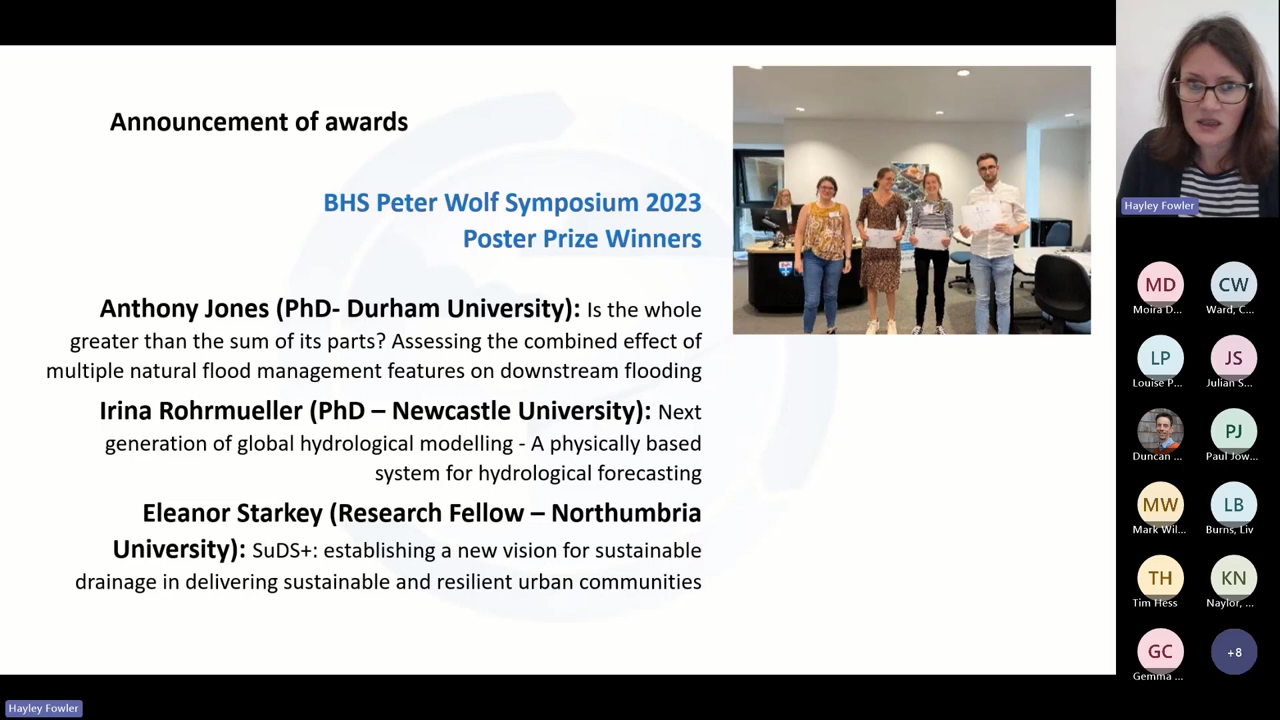 Announcement of awards
BHS Peter Wolf Symposium 2023
Poster Prize Winners
Anthony Jones (PhD- Durham University): Is the whole
greater than the sum of its parts? Assessing the combined effect of
multiple natural flood management features on downstream flooding
Irina Rohrmueller (PhD – Newcastle University): Next
generation of global hydrological modelling - A physically based
system for hydrological forecasting
Eleanor Starkey (Research Fellow – Northumbria
University): SuDS+: establishing a new vision for sustainable
drainage in delivering sustainable and resilient urban communities
Hayley Fowler
MD
Moira D...
CW
Ward, C...
LP
Louise P...
JS
Julian S...
Duncan ...
PJ
Paul Jow...
MW
Mark Wil...
LB
Burns, Liv
TH
Tim Hess
KN
Naylor, ...
GC
Gemma ...
+8
Hayley Fowler